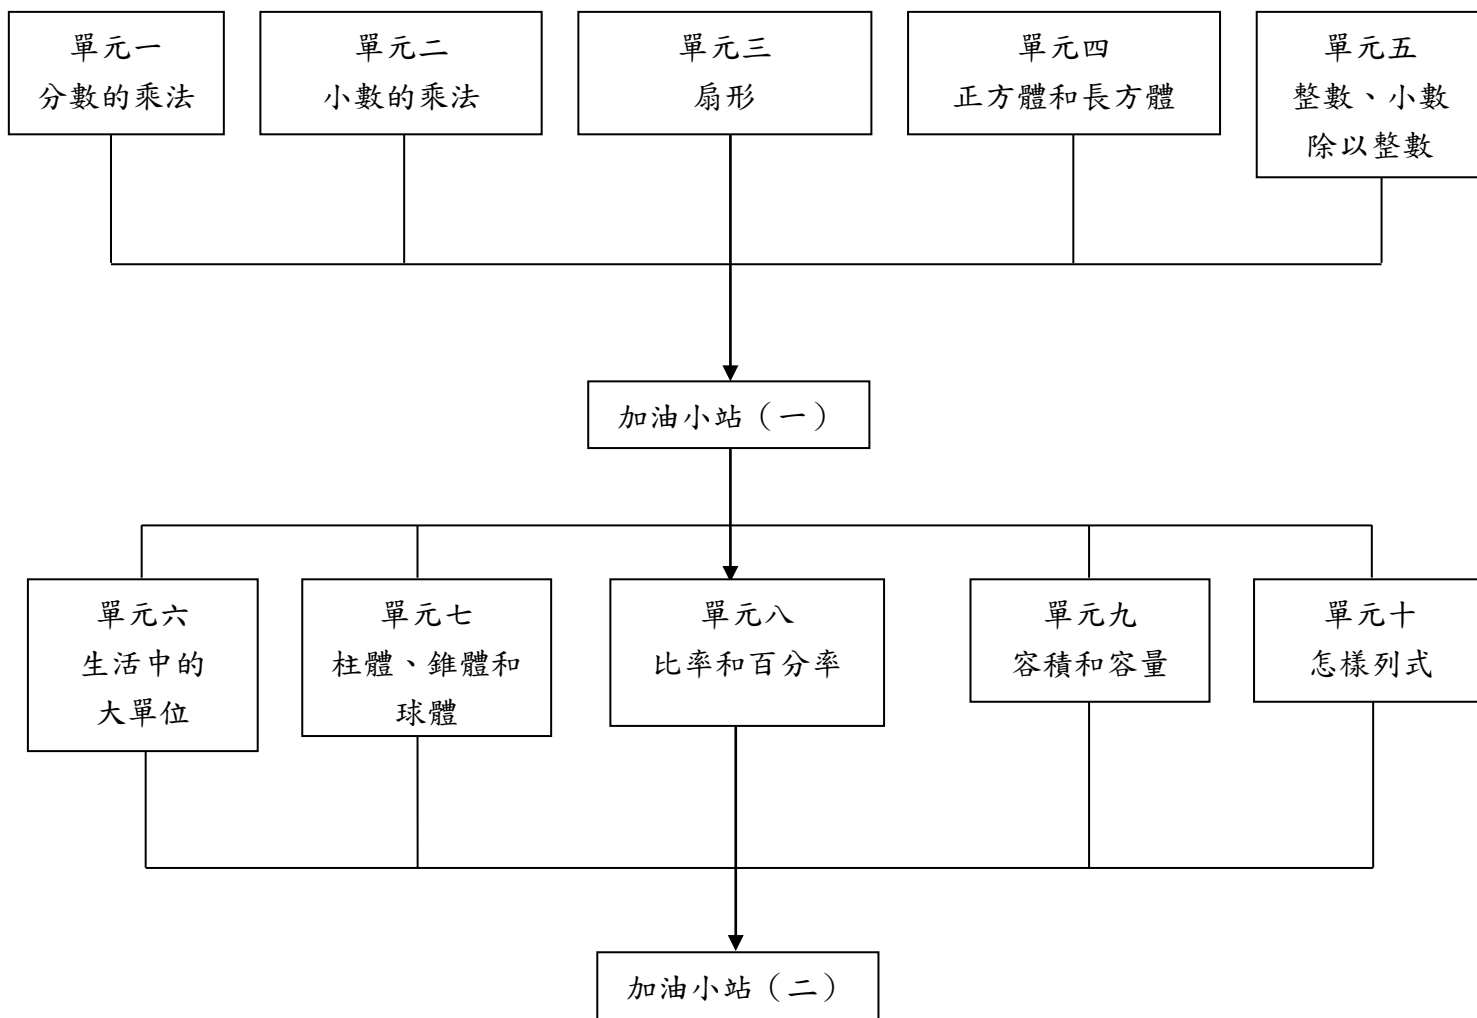 單元一
分數的乘法
單元二
小數的乘法
單元三
扇形
單元四
正方體和長方體
單元五
整數、小數
除以整數
加油小站（一）
單元六
生活中的
大單位
單元七
柱體、錐體和
球體
單元八
比率和百分率
單元九
容積和容量
單元十
怎樣列式
加油小站（二）